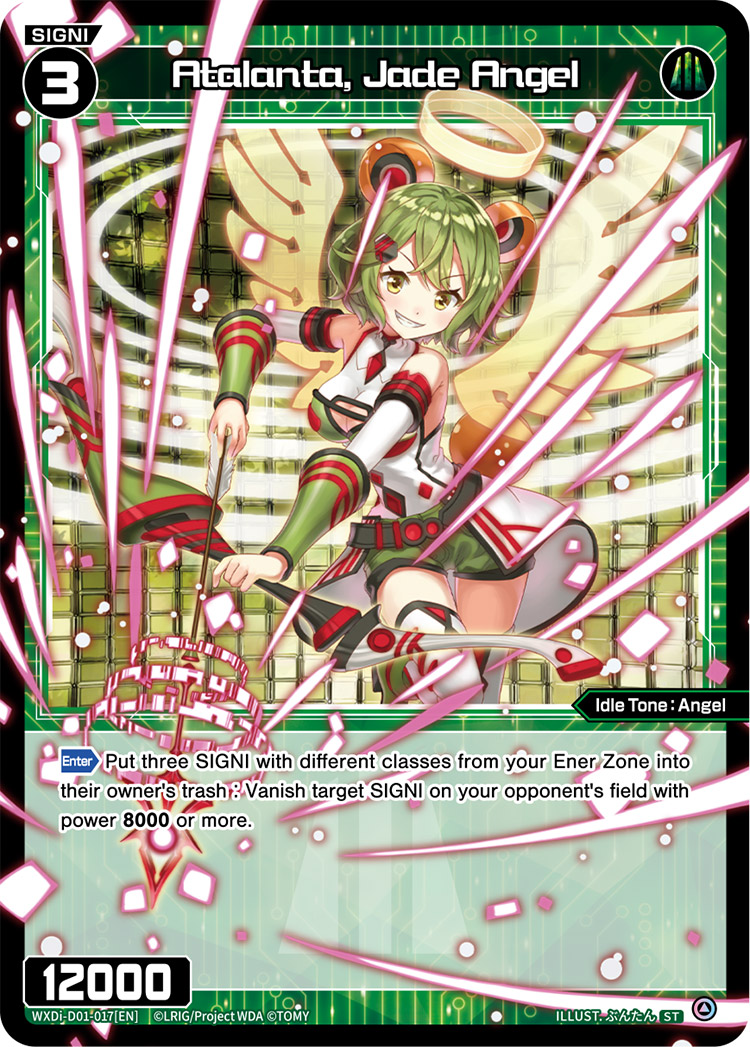 SIGNI
3
Atalanta, Jade Angel
Idle Tone : Angel
Enter Put three SIGNI with different classes from your Ener Zone into
their owner's trash : Vanish target SIGNI on your opponent's field with
power 8000 or more.
12000
WXDi-D01-017[EN] ©LRIG/Project WDA ©TOMY
ILLUST. ぶんたん ST